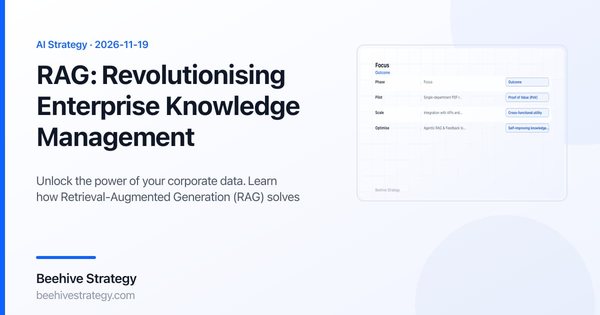 AI Strategy · 2026-11-19
RAG: Revolutionising
Enterprise Knowledge
Management
Unlock the power of your corporate data. Learn
how Retrieval-Augmented Generation (RAG) solves
Beehive Strategy
beehivestrategy.com
Focus
Outcome
Phase Focus Outcome
Pilot Single-department PDF r... Proof of Value (PoV)
Scale Integration with APIs and... Cross-functional utility
Optimise Agentic RAG & Feedback lo... Self-improving knowledge...
Beehive Strategy